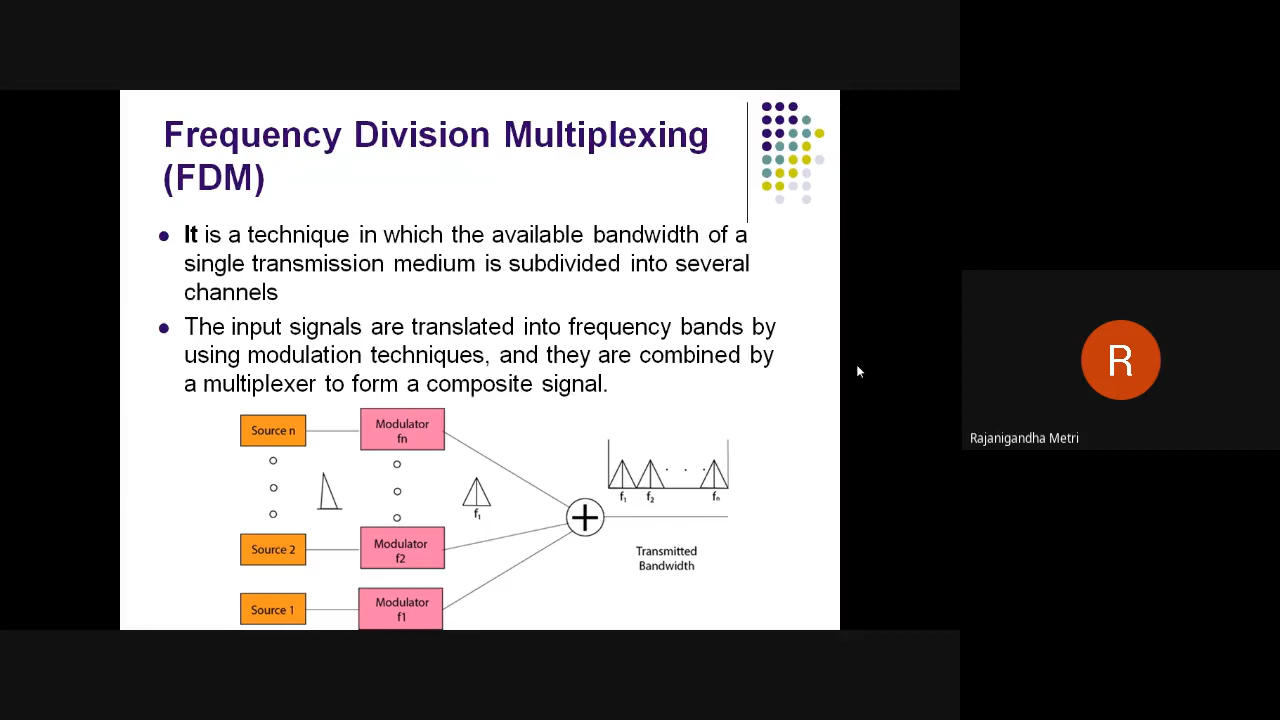 Frequency Division Multiplexing
(FDM)
It is a technique in which the available bandwidth of a
single transmission medium is subdivided into several
channels
The input signals are translated into frequency bands by
using modulation techniques, and they are combined by
a multiplexer to form a composite signal.
Source n
Modulator
fn
f₁
Source 2
Modulator
f2
Source 1
Modulator
f1
+
f₁ f₂ . . . fₙ
Transmitted
Bandwidth
R
Rajanigandha Metri